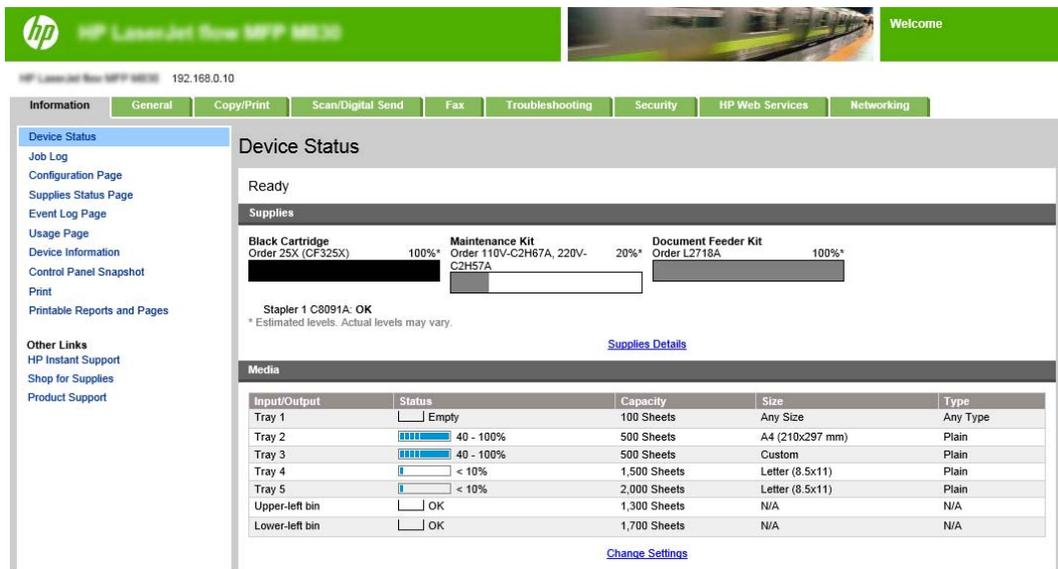 hp
Welcome
192.168.0.10
Information General Copy/Print Scan/Digital Send Fax Troubleshooting Security HP Web Services Networking
Device Status
Job Log
Configuration Page
Supplies Status Page
Event Log Page
Usage Page
Device Information
Control Panel Snapshot
Print
Printable Reports and Pages
Other Links
HP Instant Support
Shop for Supplies
Product Support
Device Status
Ready
Supplies
Black Cartridge
Order 25X (CF325X) 100%*
Maintenance Kit
Order 110V-C2H67A, 220V- 20%*
C2H57A
Document Feeder Kit
Order L2718A 100%*
Stapler 1 C8091A: OK
* Estimated levels. Actual levels may vary.
Supplies Details
Media
Input/Output Status Capacity Size Type
Tray 1 Empty 100 Sheets Any Size Any Type
Tray 2 40 - 100% 500 Sheets A4 (210x297 mm) Plain
Tray 3 40 - 100% 500 Sheets Custom Plain
Tray 4 < 10% 1,500 Sheets Letter (8.5x11) Plain
Tray 5 < 10% 2,000 Sheets Letter (8.5x11) Plain
Upper-left bin OK 1,300 Sheets N/A N/A
Lower-left bin OK 1,700 Sheets N/A N/A
Change Settings